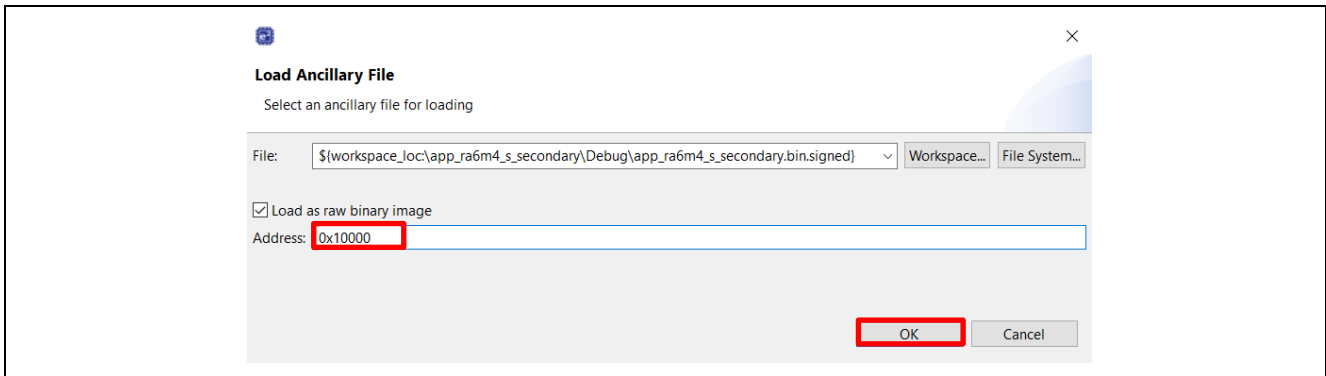 Load Ancillary File
Select an ancillary file for loading
File: ${workspace_loc:\app_ra6m4_s_secondary\Debug\app_ra6m4_s_secondary.bin.signed} Workspace... File System...
Load as raw binary image
Address: 0x10000
OK Cancel